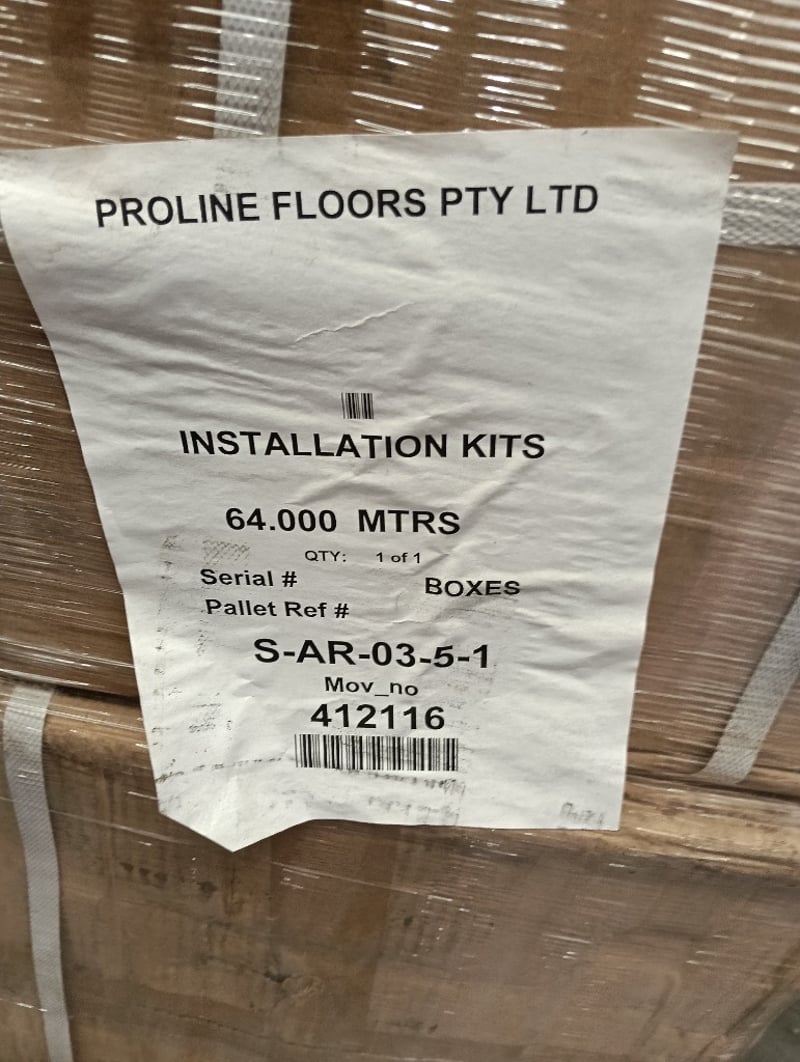 PROLINE FLOORS PTY LTD
INSTALLATION KITS
64.000 MTRS
QTY: 1 of 1
Serial # BOXES
Pallet Ref #
S-AR-03-5-1
Mov_no
412116